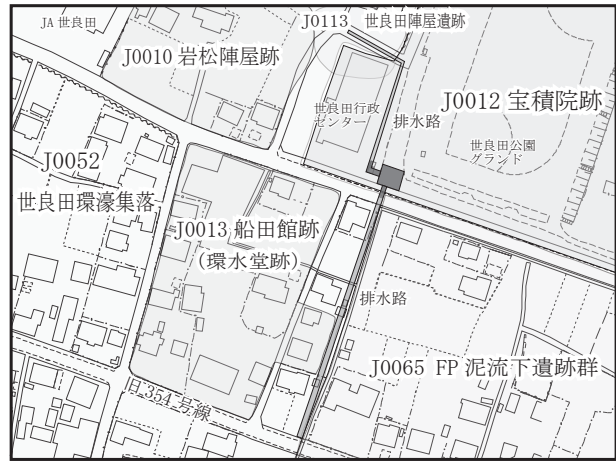 JA 世良田
J0113
世良田陣屋遺跡
J0010 岩松陣屋跡
世良田行政
センター
排水路
J0012 宝積院跡
世良田公園
グランド
J0052
世良田環濠集落
J0013 船田館跡
（環水堂跡）
排水路
J0065 FP 泥流下遺跡群
旧 354 号線